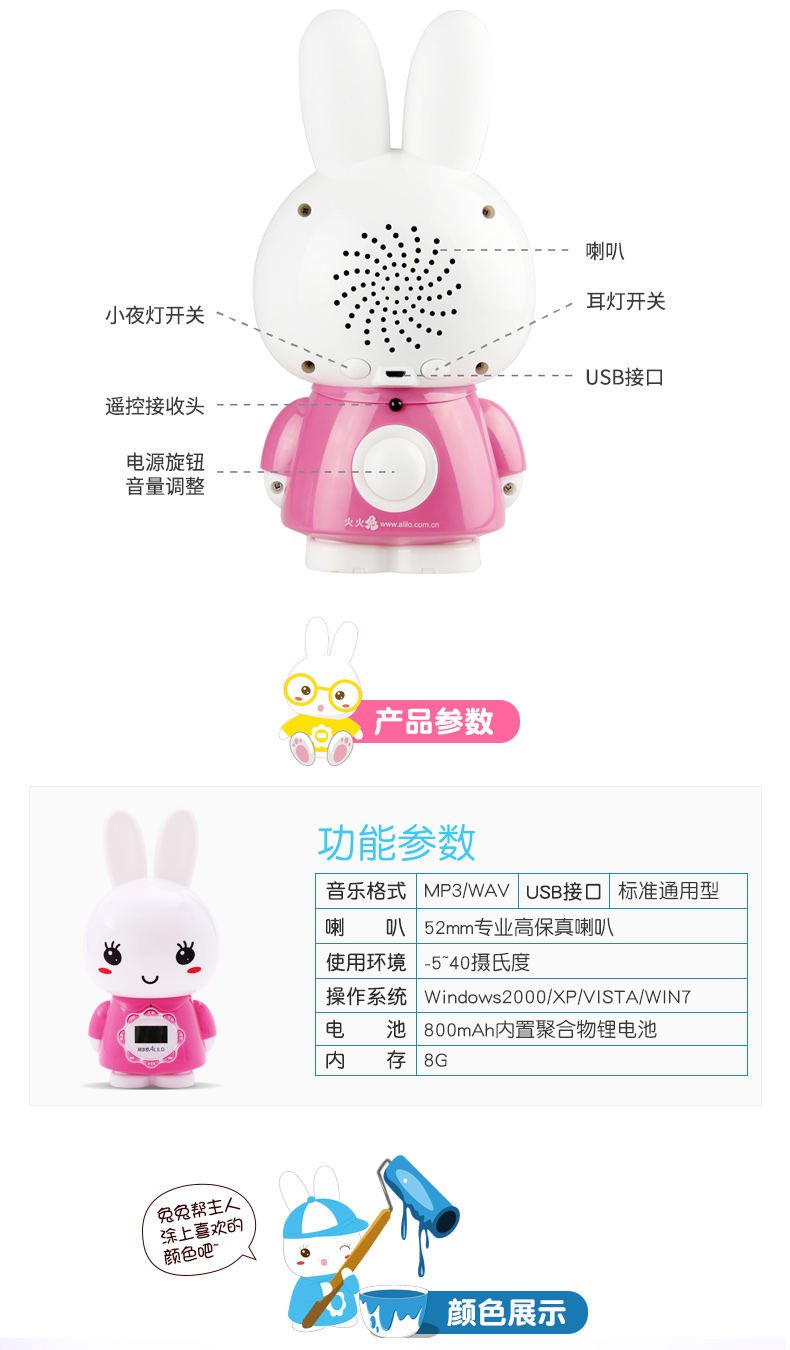 喇叭
小夜灯开关
耳灯开关
USB接口
遥控接收头
电源旋钮
音量调整
火火兔 www.alilo.com.cn
产品参数
功能参数
音乐格式 MP3/WAV USB接口 标准通用型
喇 叭 52mm专业高保真喇叭
使用环境 -5~40摄氏度
操作系统 Windows2000/XP/VISTA/WIN7
电 池 800mAh内置聚合物锂电池
内 存 8G
兔兔帮主人
涂上喜欢的
颜色吧~
颜色展示